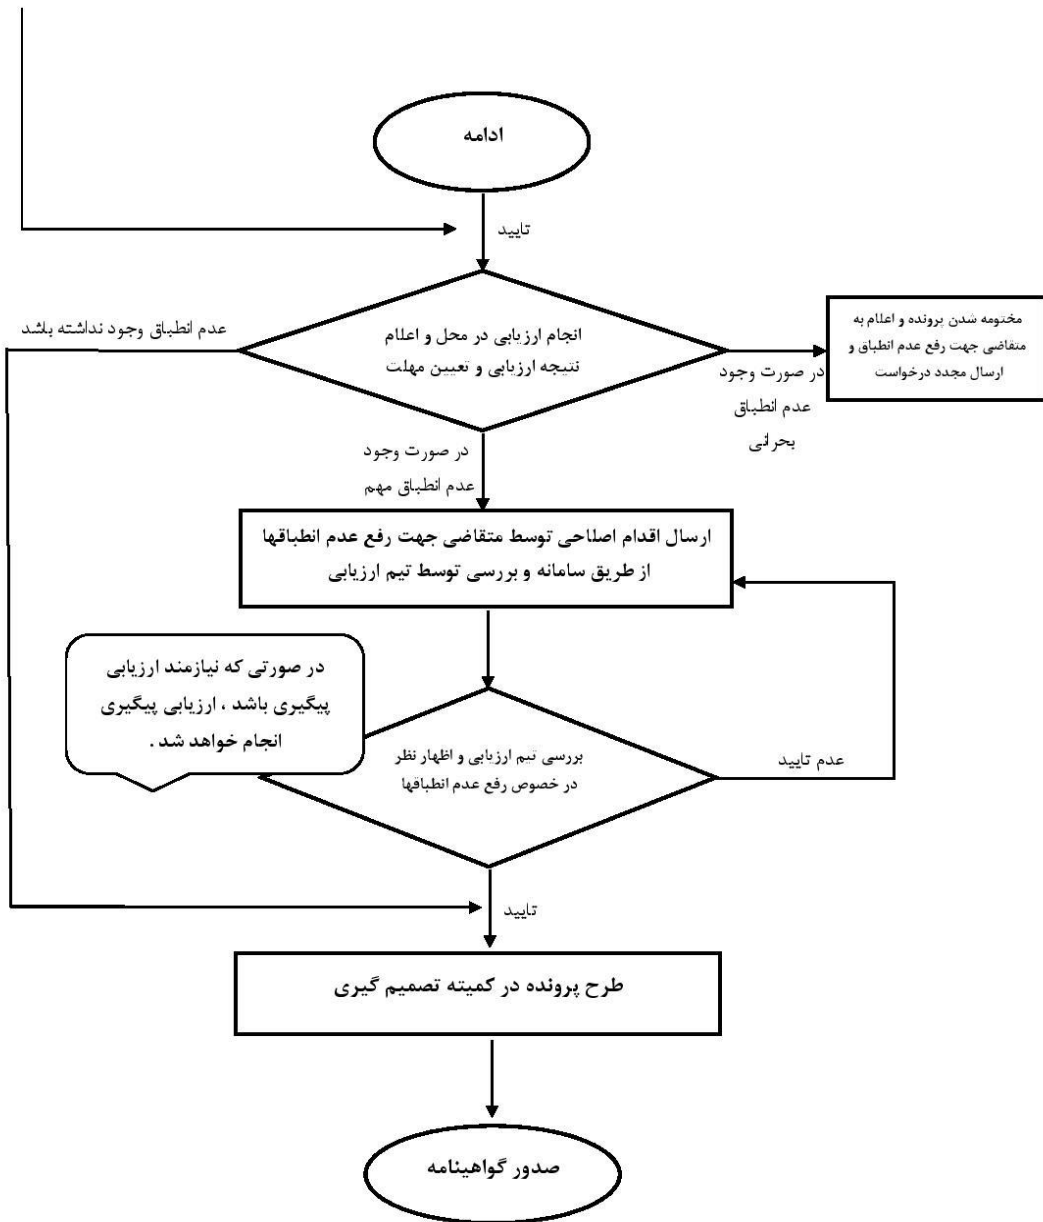 ادامه
تایید
عدم انطباق وجود نداشته باشد
انجام ارزیابی در محل و اعلام
نتیجه ارزیابی و تعیین مهلت
مختومه شدن پرونده و اعلام به
متقاضی جهت رفع عدم انطباق و
ارسال مجدد درخواست
در صورت وجود
عدم انطباق
بحرانی
در صورت وجود
عدم انطباق مهم
ارسال اقدام اصلاحی توسط متقاضی جهت رفع عدم انطباقها
از طریق سامانه و بررسی توسط تیم ارزیابی
در صورتی که نیازمند ارزیابی
پیگیری باشد ، ارزیابی پیگیری
انجام خواهد شد .
بررسی تیم ارزیابی و اظهار نظر
در خصوص رفع عدم انطباقها
عدم تایید
تایید
طرح پرونده در کمیته تصمیم گیری
صدور گواهینامه